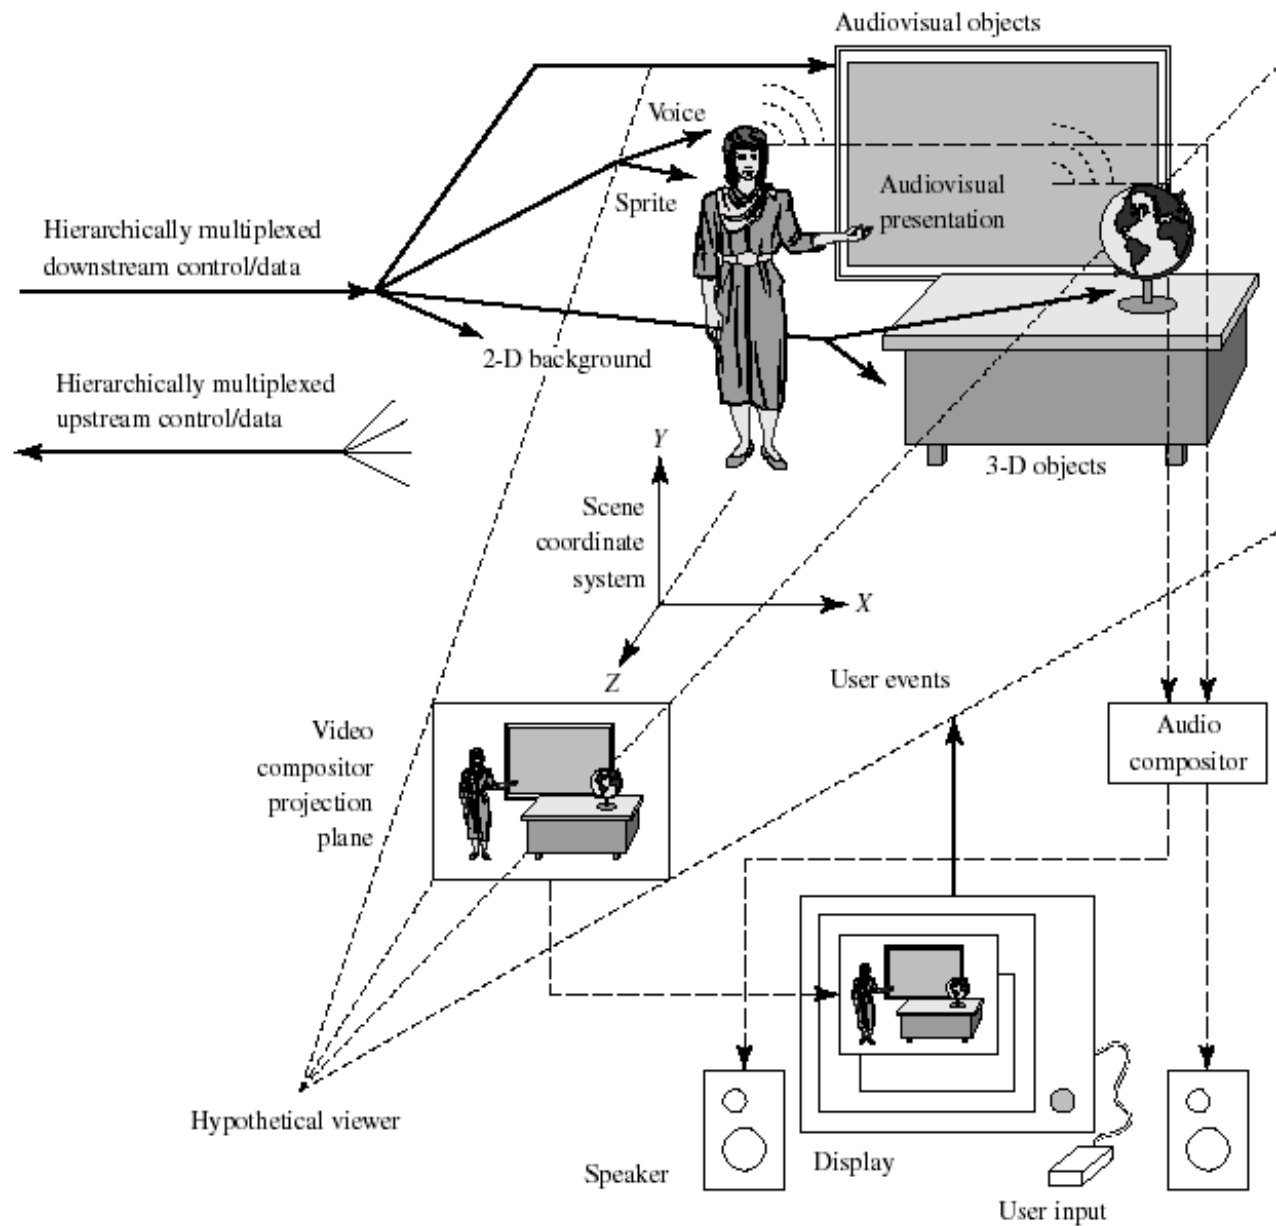 Audiovisual objects
Voice
Sprite
Audiovisual
presentation
Hierarchically multiplexed
downstream control/data
2-D background
Hierarchically multiplexed
upstream control/data
3-D objects
Y
Scene
coordinate
system
X
Z
User events
Video
compositor
projection
plane
Audio
compositor
Hypothetical viewer
Speaker
Display
User input